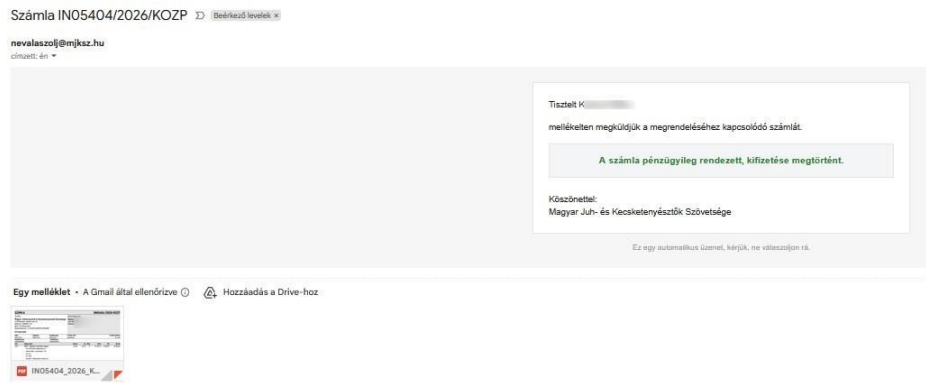 Számla IN05404/2026/KOZP Beérkező levelek ×
nevalaszolj@mjksz.hu
címzett: én
Tisztelt K
mellékelten megküldjük a megrendeléséhez kapcsolódó számlát.
A számla pénzügyileg rendezett, kifizetése megtörtént.
Köszönettel:
Magyar Juh- és Kecsketenyésztők Szövetsége
Ez egy automatikus üzenet, kérjük, ne válaszoljon rá.
Egy melléklet • A Gmail által ellenőrizve Hozzáadás a Drive-hoz
PDF IN05404_2026_K...